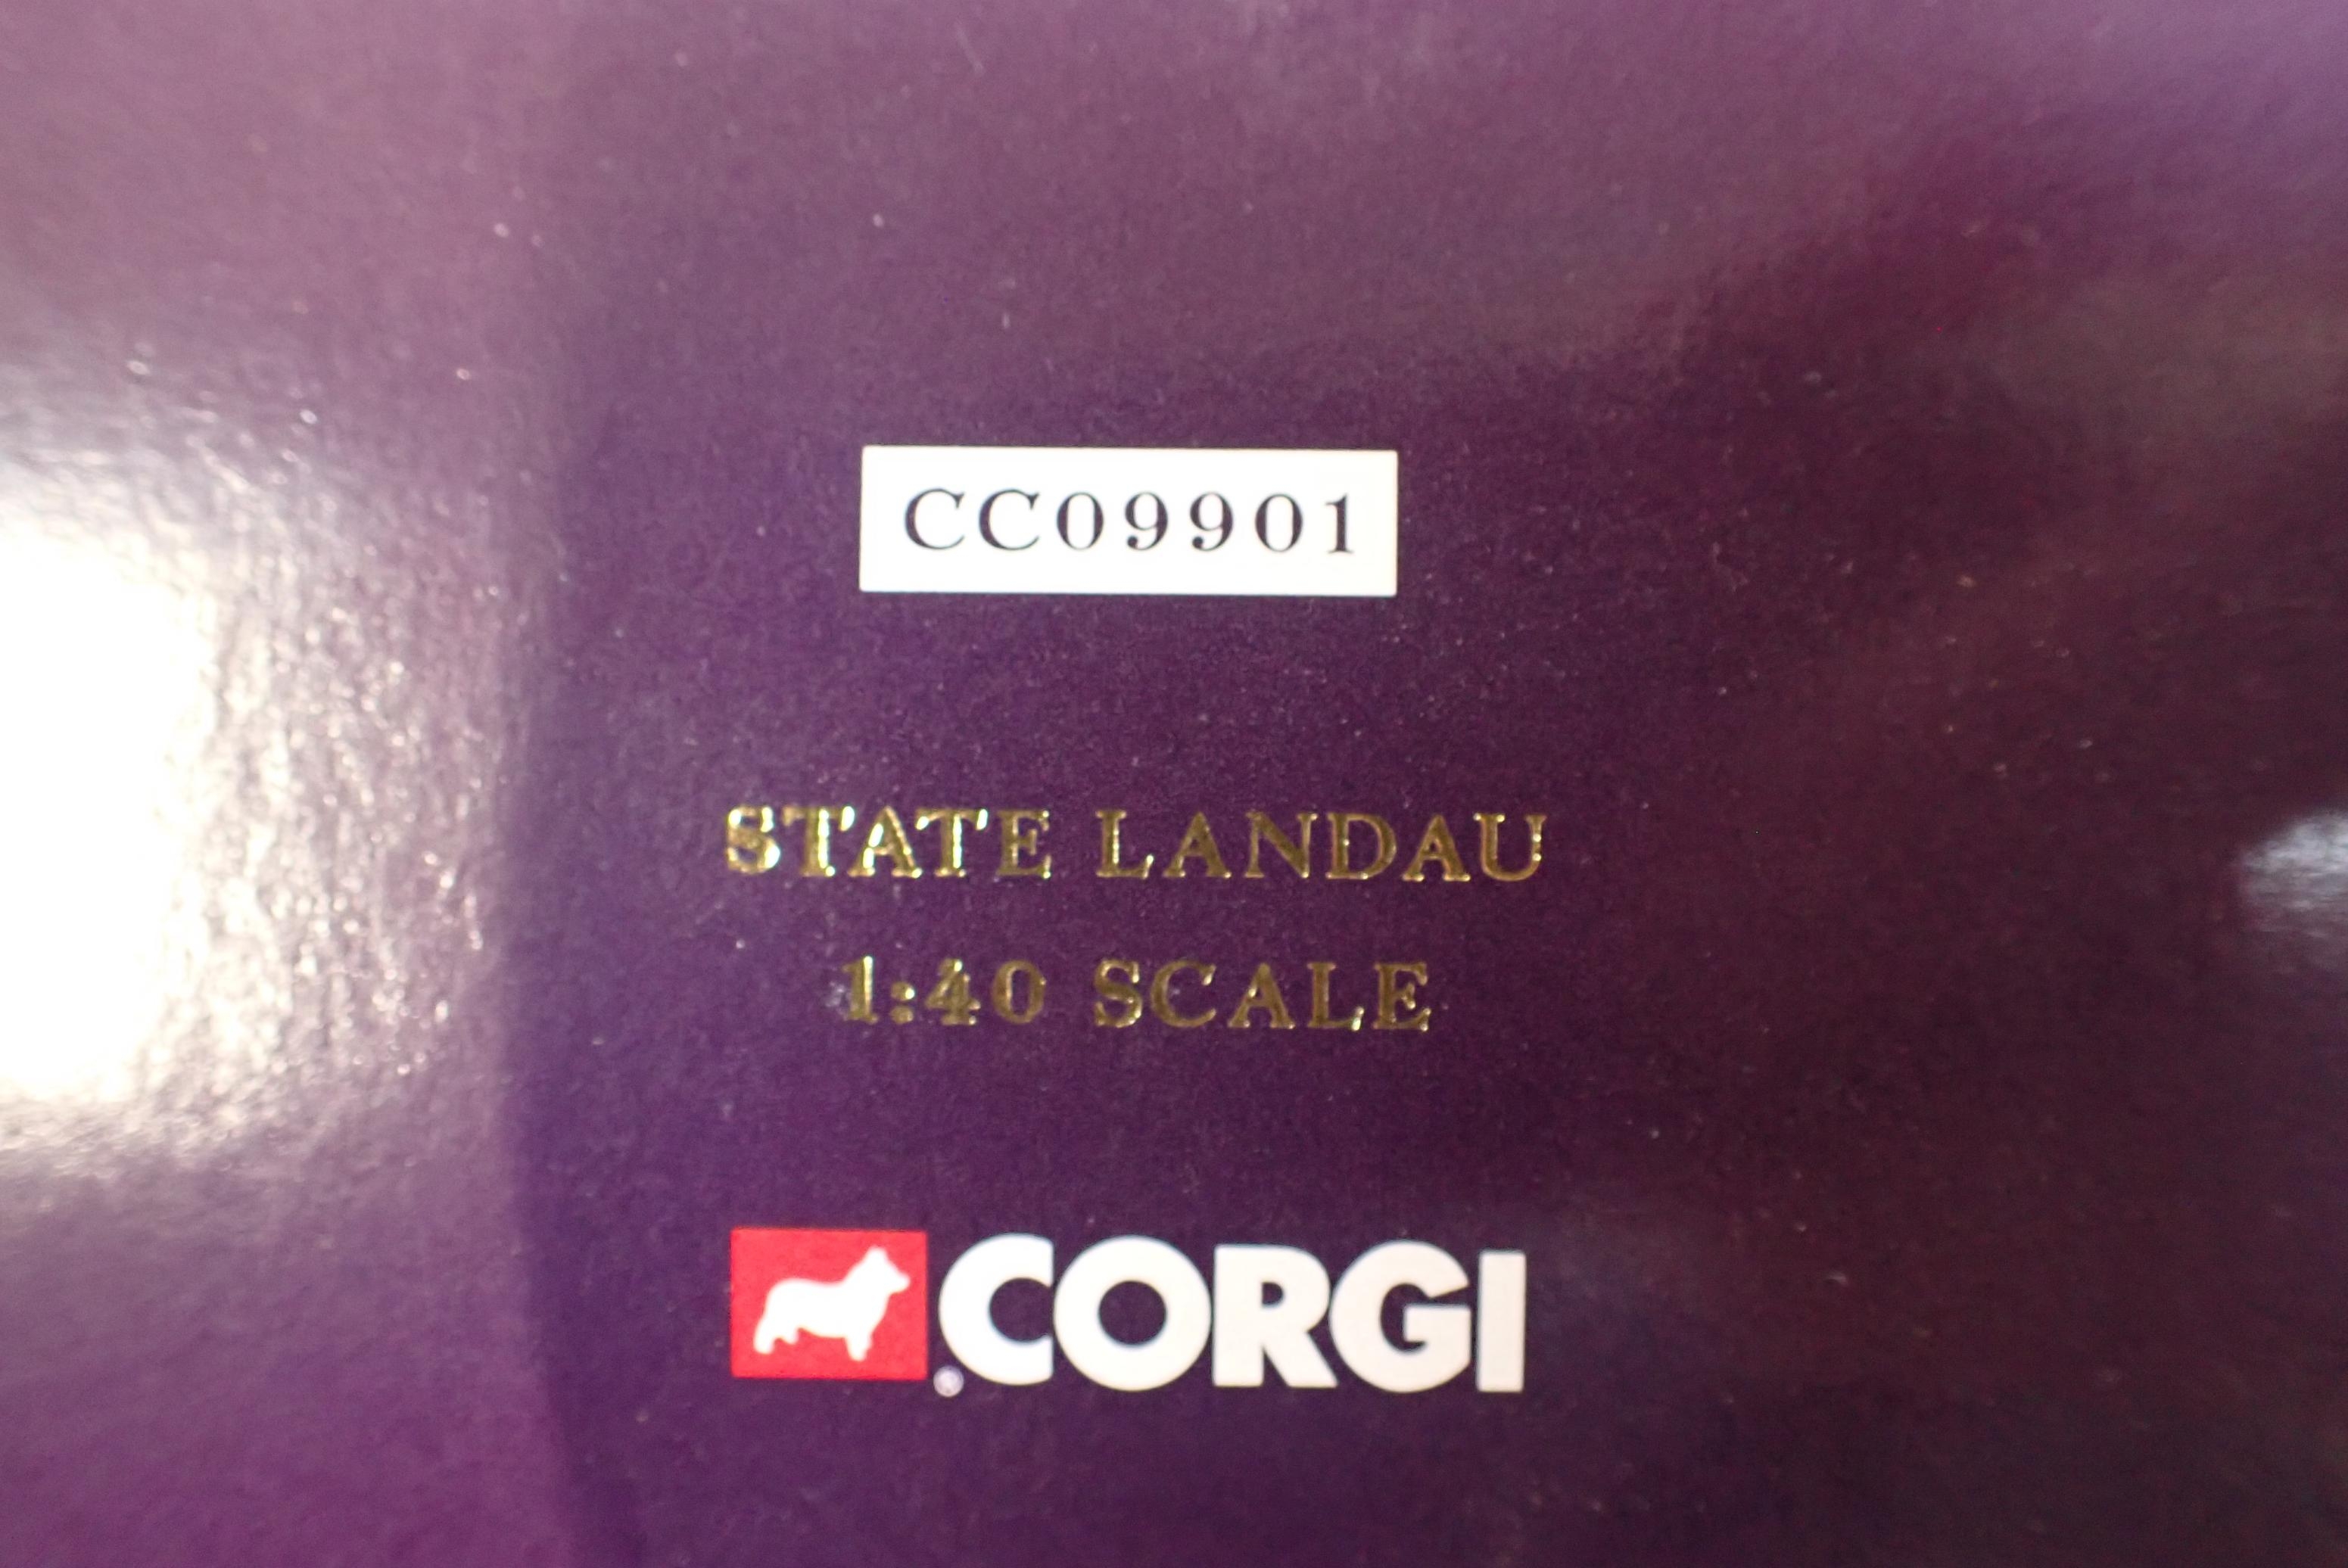 CC09901
STATE LANDAU
1:40 SCALE
CORGI